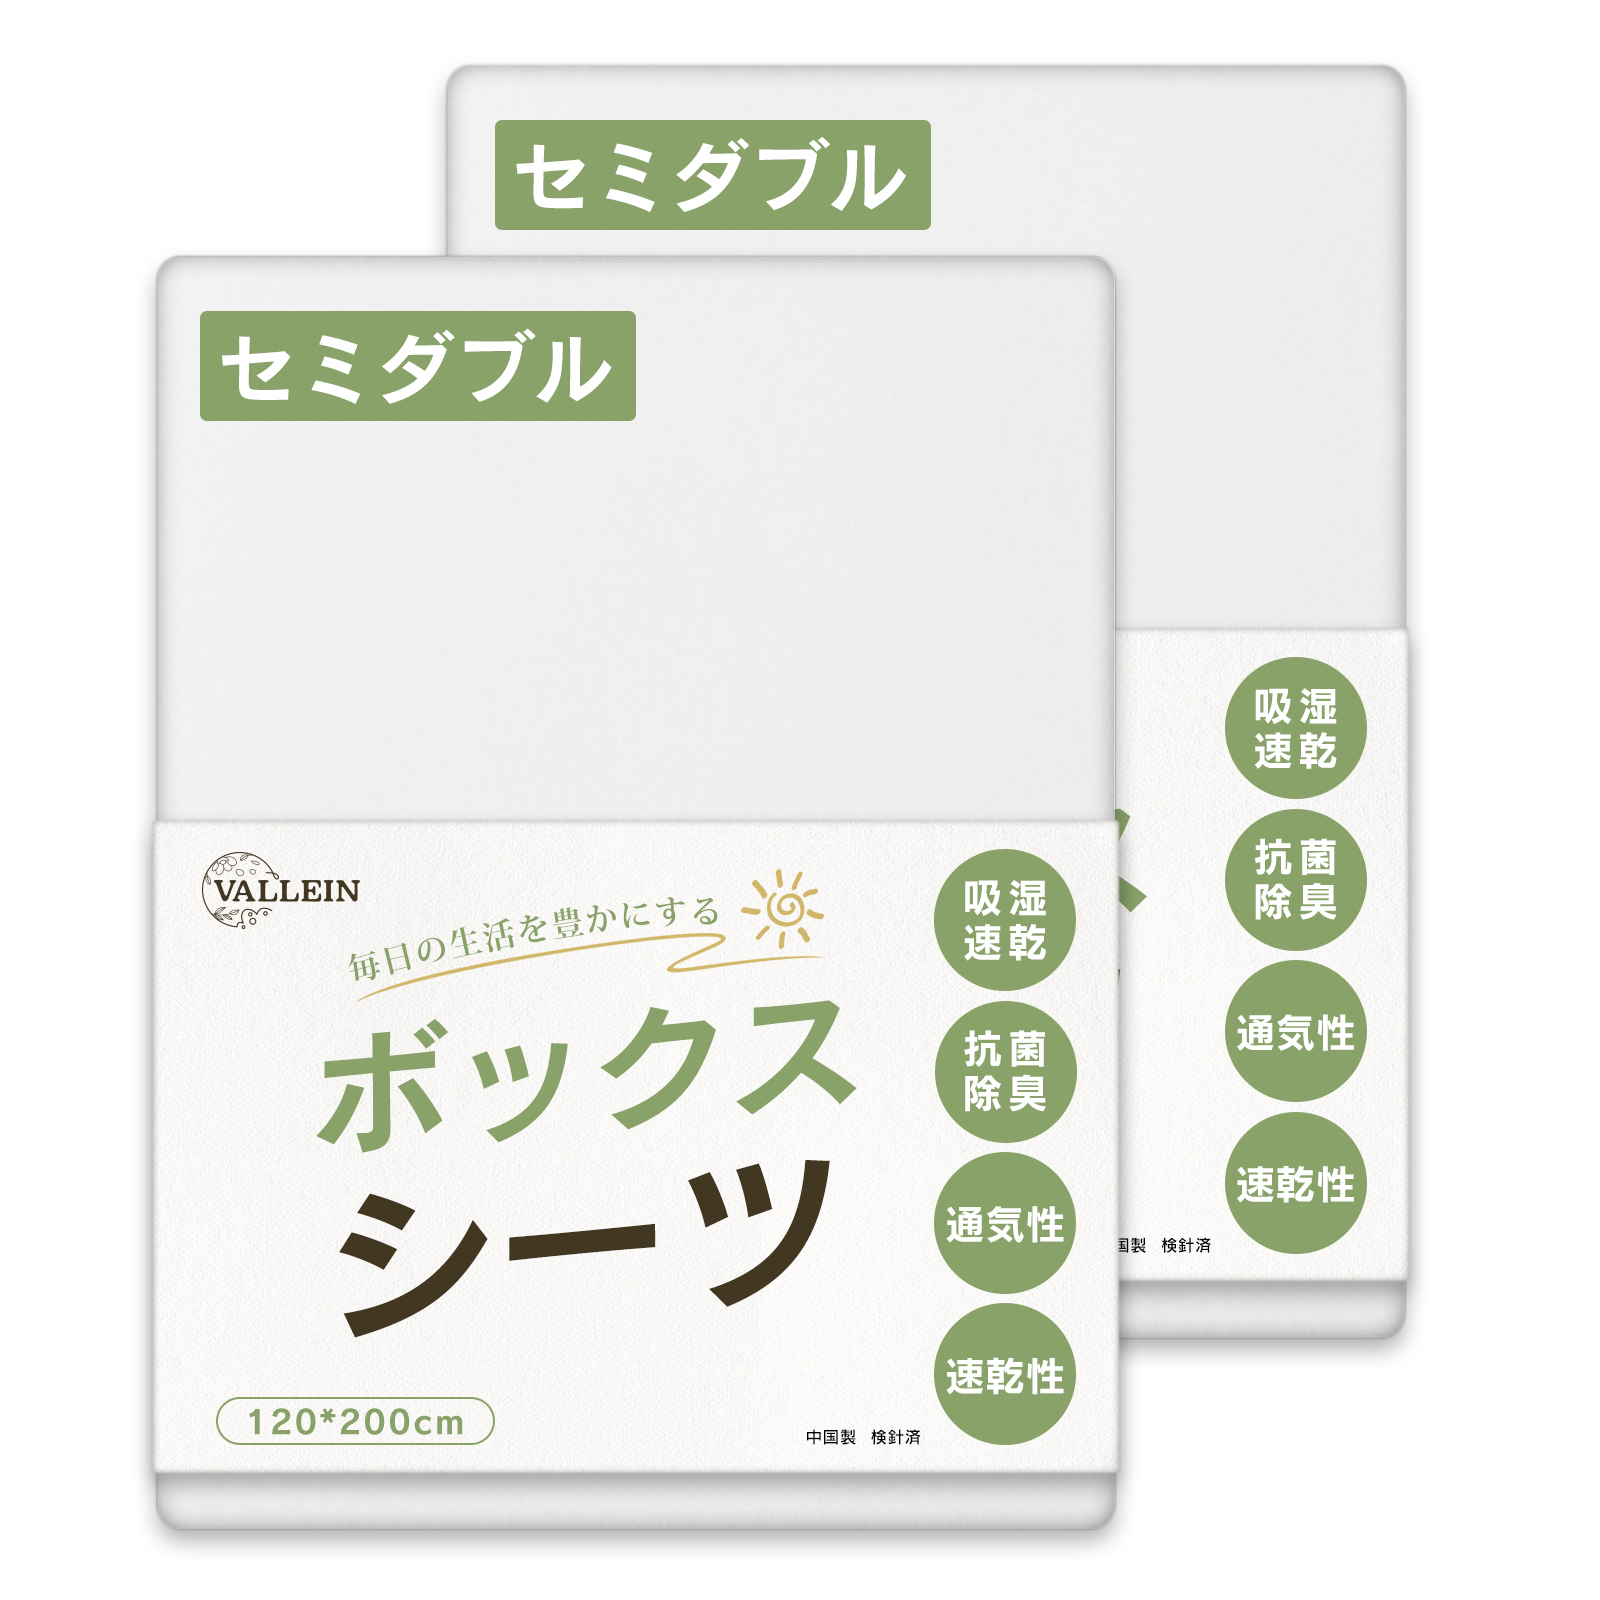 セミダブル
セミダブル
VALLEIN
毎日の生活を豊かにする
ボックス
シーツ
120*200cm
中国製 検針済
吸湿
速乾
抗菌
除臭
通気性
速乾性
吸湿
速乾
抗菌
除臭
通気性
速乾性
国製 検針済